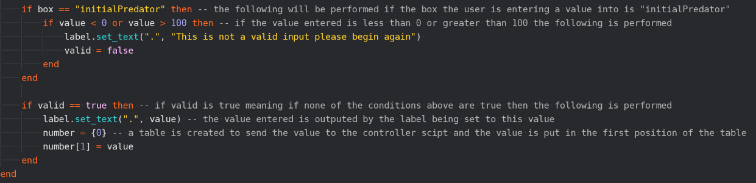 if box == "initialPredator" then -- the following will be performed if the box the user is entering a value into is "initialPredator"
if value < 0 or value > 100 then -- if the value entered is less than 0 or greater than 100 the following is performed
label.set_text(".", "This is not a valid input please begin again")
valid = false
end
end
if valid == true then -- if valid is true meaning if none of the conditions above are true then the following is performed
label.set_text(".", value) -- the value entered is outputed by the label being set to this value
number = {0} -- a table is created to send the value to the controller scipt and the value is put in the first position of the table
number[1] = value
end
end